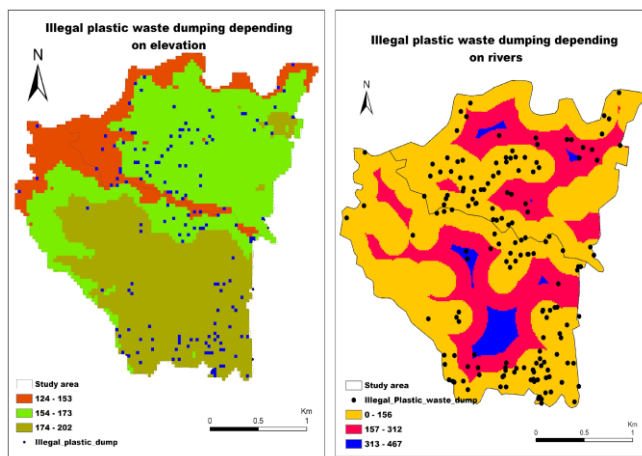 Illegal plastic waste dumping depending
on elevation
N
Study area
124 - 153
154 - 173
174 - 202
Illegal_plastic_dump
Km
0 0.5 1
Illegal plastic waste dumping depending
on rivers
N
Study area
Illegal_Plastic_waste_dump
0 - 156
157 - 312
313 - 467
Km
0 0.5 1